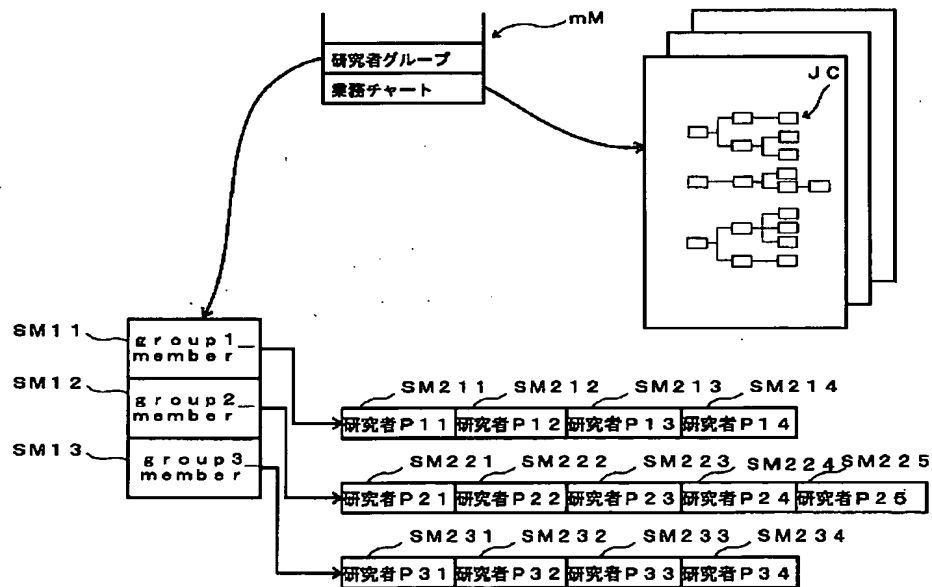 mM
研究者グループ
業務チャート
JC
SM11
group1_
member
SM12
group2_
member
SM13
group3_
member
SM211 SM212 SM213 SM214
研究者P11 研究者P12 研究者P13 研究者P14
SM221 SM222 SM223 SM224 SM225
研究者P21 研究者P22 研究者P23 研究者P24 研究者P25
SM231 SM232 SM233 SM234
研究者P31 研究者P32 研究者P33 研究者P34